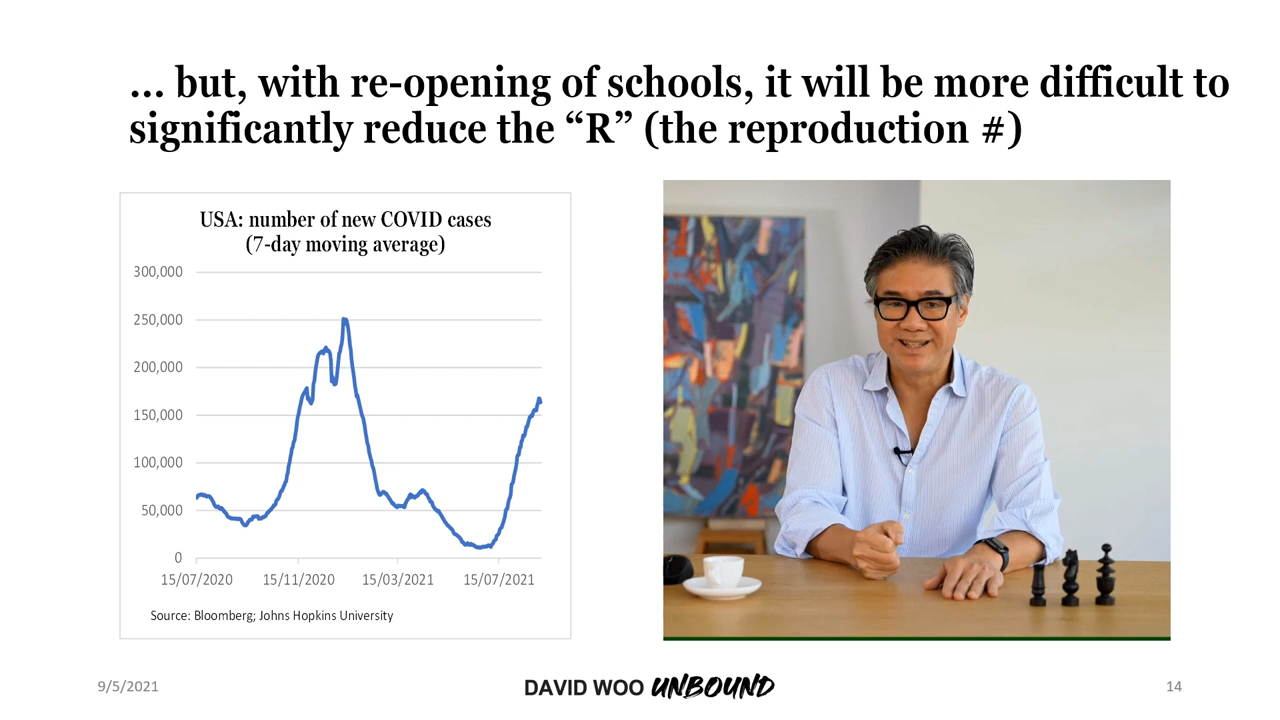 ... but, with re-opening of schools, it will be more difficult to
significantly reduce the “R” (the reproduction #)
USA: number of new COVID cases
(7-day moving average)
300,000
250,000
200,000
150,000
100,000
50,000
0
15/07/2020 15/11/2020 15/03/2021 15/07/2021
Source: Bloomberg; Johns Hopkins University
9/5/2021
DAVID WOO UNBOUND
14